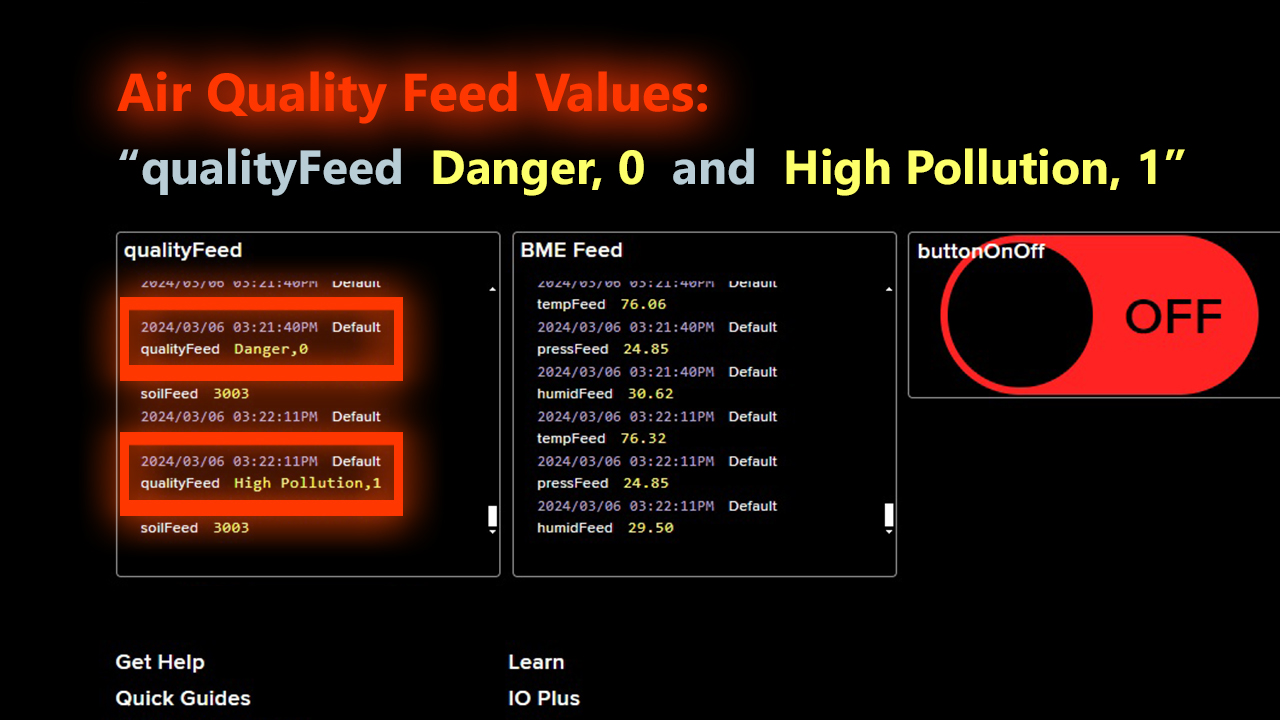 Air Quality Feed Values:
“qualityFeed Danger, 0 and High Pollution, 1”
qualityFeed
2024/03/06 03:21:40PM Default
2024/03/06 03:21:40PM Default
qualityFeed Danger,0
soilFeed 3003
2024/03/06 03:22:11PM Default
2024/03/06 03:22:11PM Default
qualityFeed High Pollution,1
soilFeed 3003
BME Feed
2024/03/06 03:21:40PM Default
tempFeed 76.06
2024/03/06 03:21:40PM Default
pressFeed 24.85
2024/03/06 03:21:40PM Default
humidFeed 30.62
2024/03/06 03:22:11PM Default
tempFeed 76.32
2024/03/06 03:22:11PM Default
pressFeed 24.85
2024/03/06 03:22:11PM Default
humidFeed 29.50
buttonOnOff
OFF
Get Help
Quick Guides
Learn
IO Plus